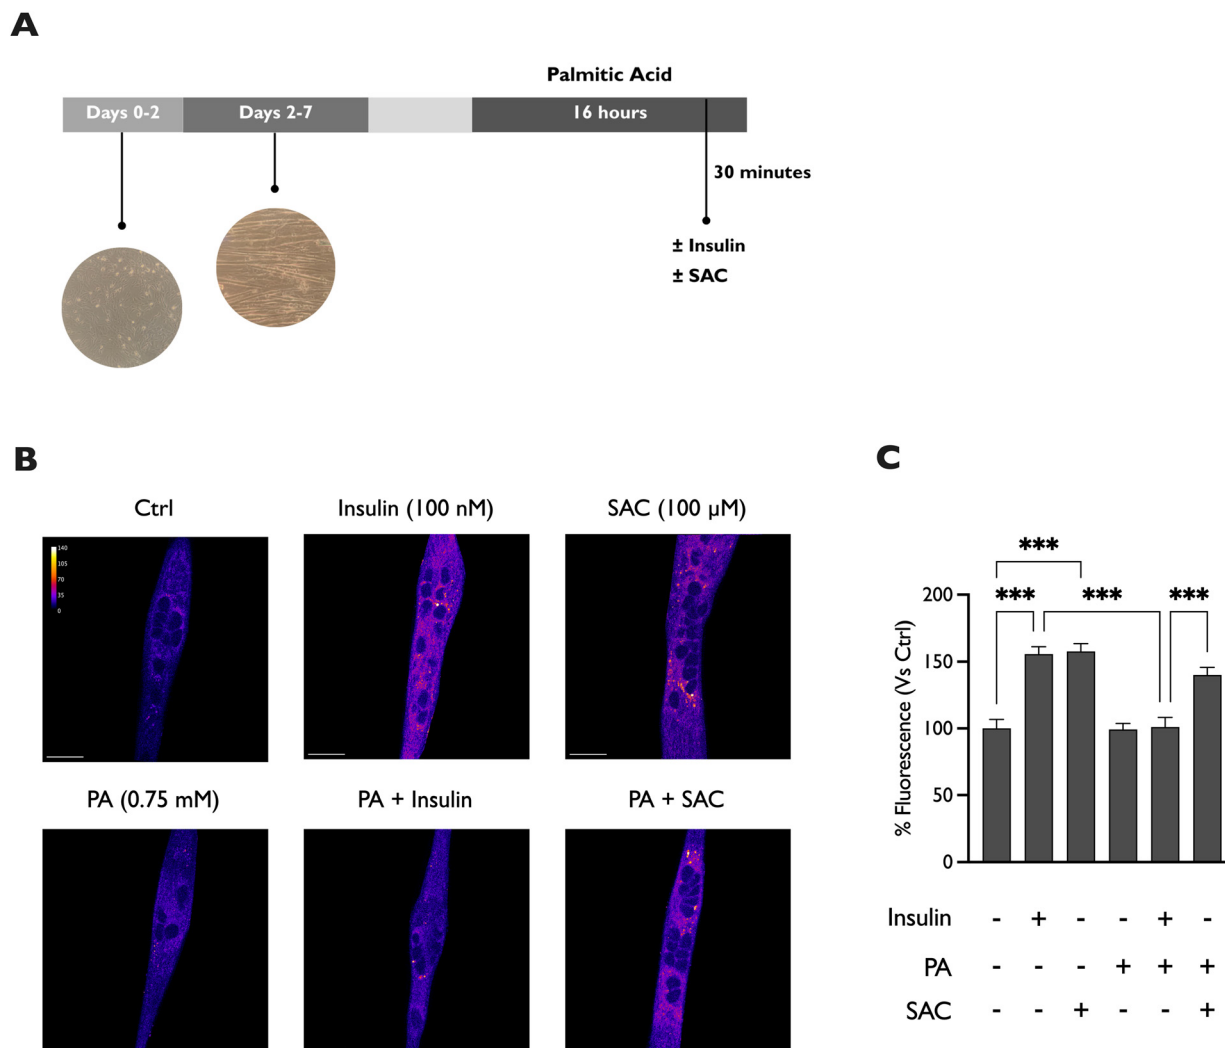 A
Palmitic Acid
Days 0-2 Days 2-7 16 hours
30 minutes
± Insulin
± SAC
B
C
Ctrl Insulin (100 nM) SAC (100 µM)
140
105
70
35
0
PA (0.75 mM) PA + Insulin PA + SAC
% Fluorescence (Vs Ctrl)
***
*** *** ***
200
150
100
50
0
Insulin - + - - + -
PA - - - + + +
SAC - - + - - +